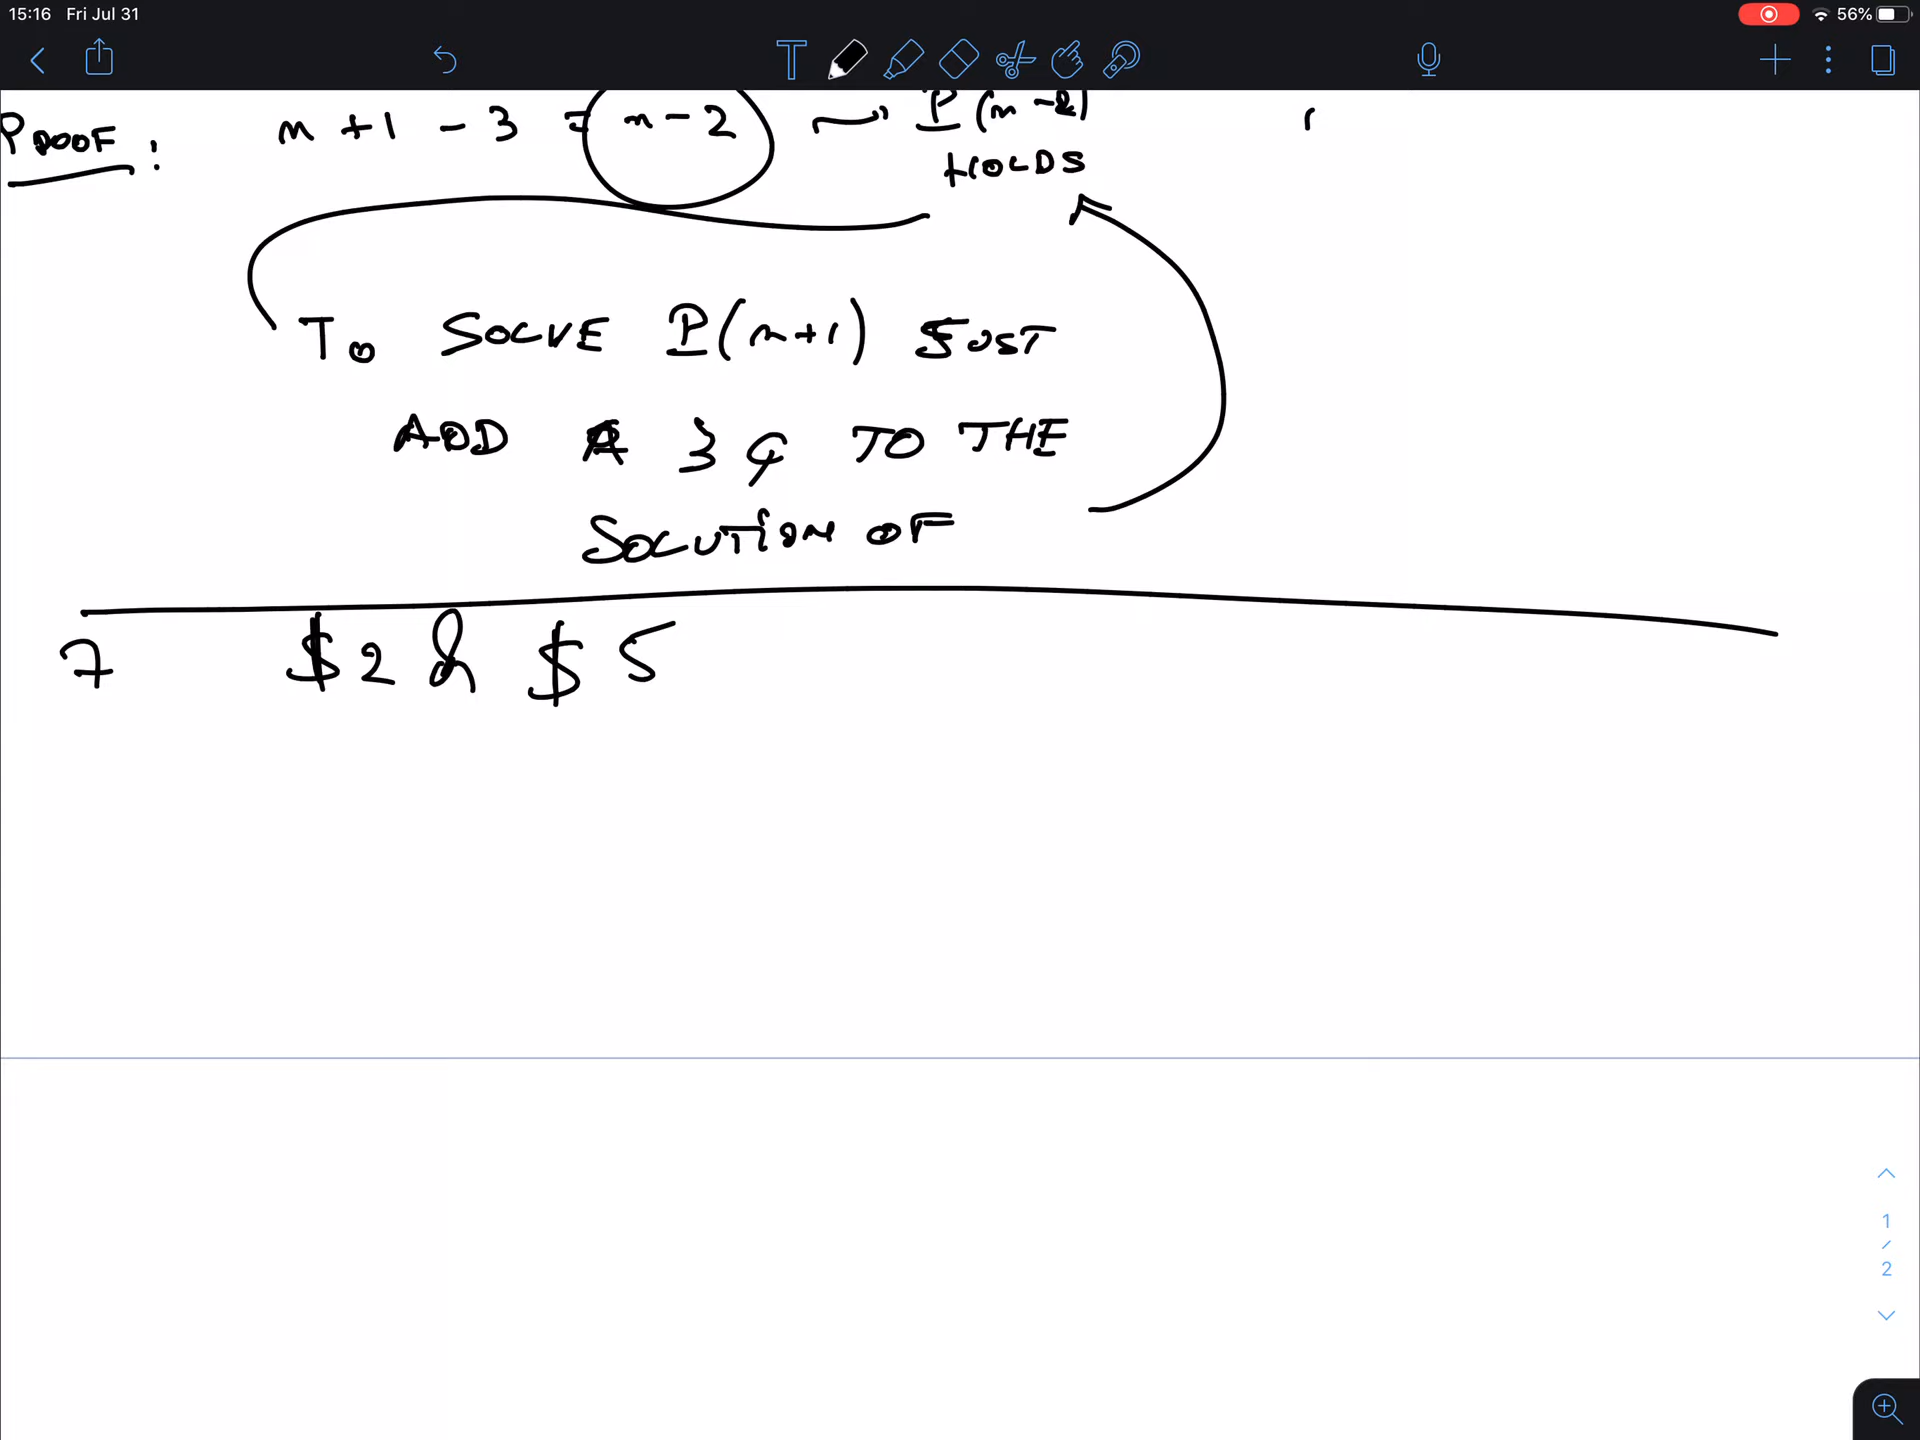 15:16 Fri Jul 31
56%
T
PROOF: n+1-3 = n-2 P(n-2)
HOLDS
TO SOLVE P(n+1) JUST
ADD A 3¢ TO THE
SOLUTION OF
7 $2 & $5
1
/
2